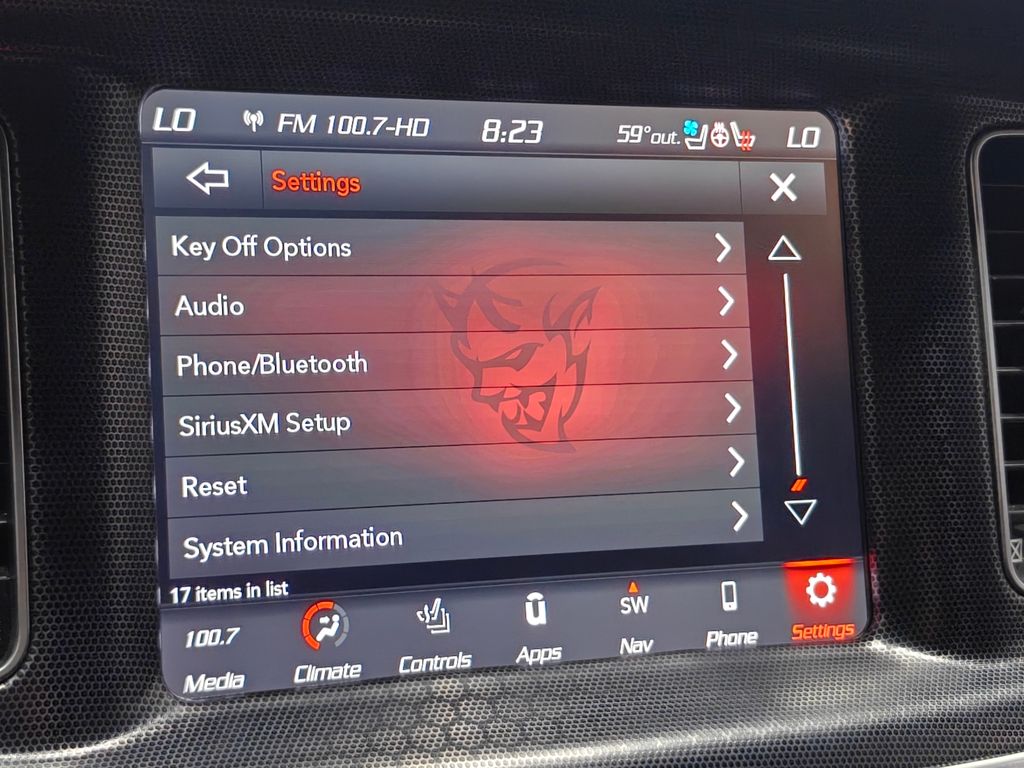 LO FM 100.7-HD 8:23 59° out. LO
Settings
Key Off Options
Audio
Phone/Bluetooth
SiriusXM Setup
Reset
System Information
17 items in list
100.7 SW
Media Climate Controls Apps Nav Phone Settings